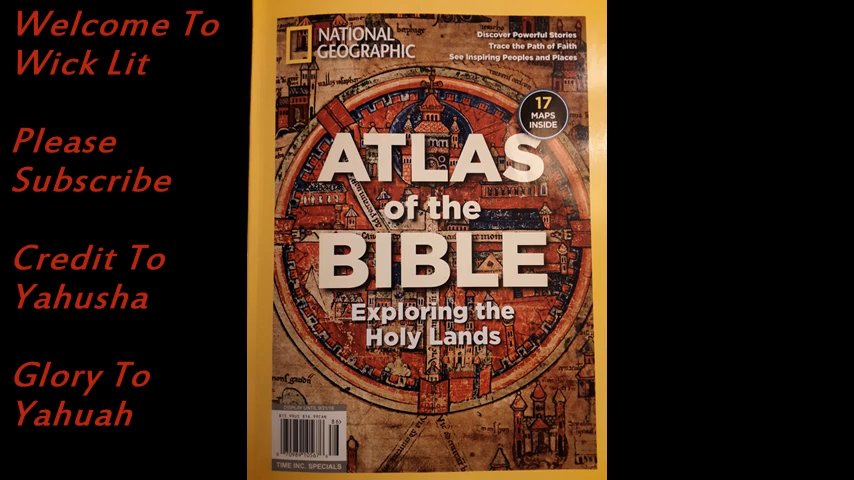 Welcome To
Wick Lit
Please
Subscribe
Credit To
Yahusha
Glory To
Yahuah
NATIONAL
GEOGRAPHIC
Discover Powerful Stories
Trace the Path of Faith
See Inspiring Peoples and Places
17
MAPS
INSIDE
ATLAS
of the
BIBLE
Exploring the
Holy Lands
DISPLAY UNTIL
TIME INC. SPECIALS